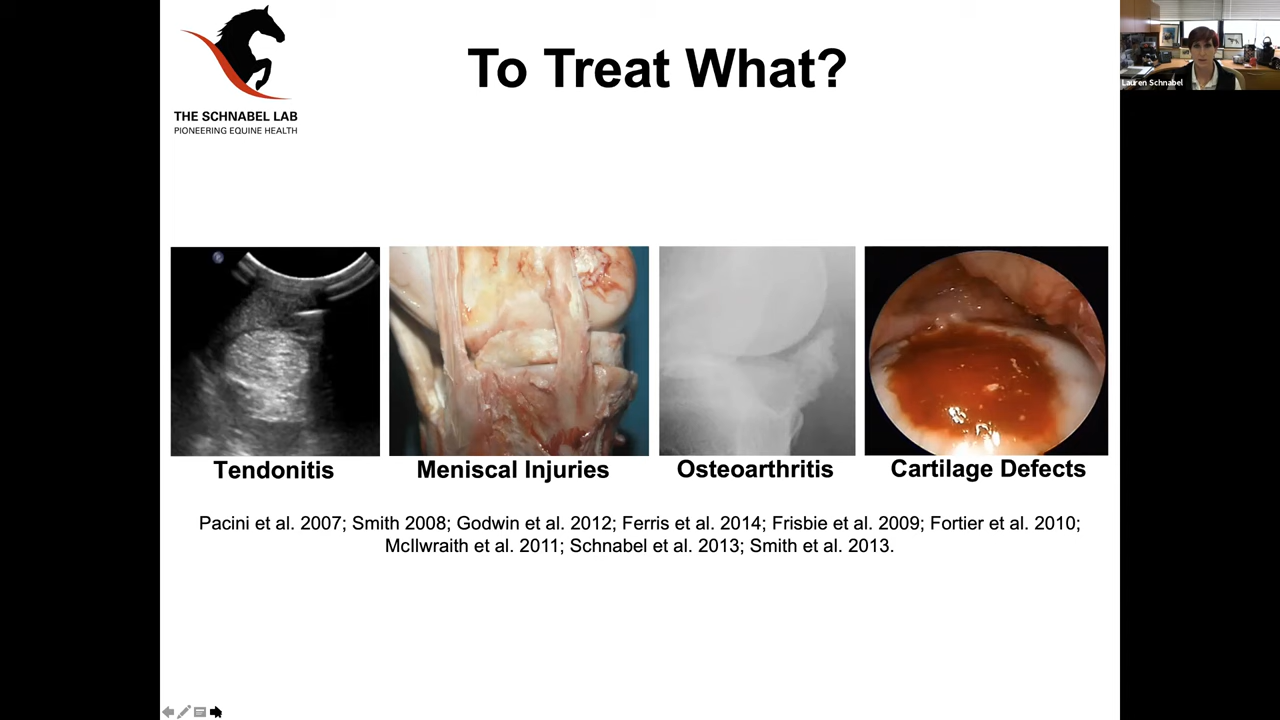 THE SCHNABEL LAB
PIONEERING EQUINE HEALTH
To Treat What?
Lauren Schnabel
Tendonitis
Meniscal Injuries
Osteoarthritis
Cartilage Defects
Pacini et al. 2007; Smith 2008; Godwin et al. 2012; Ferris et al. 2014; Frisbie et al. 2009; Fortier et al. 2010;
McIlwraith et al. 2011; Schnabel et al. 2013; Smith et al. 2013.